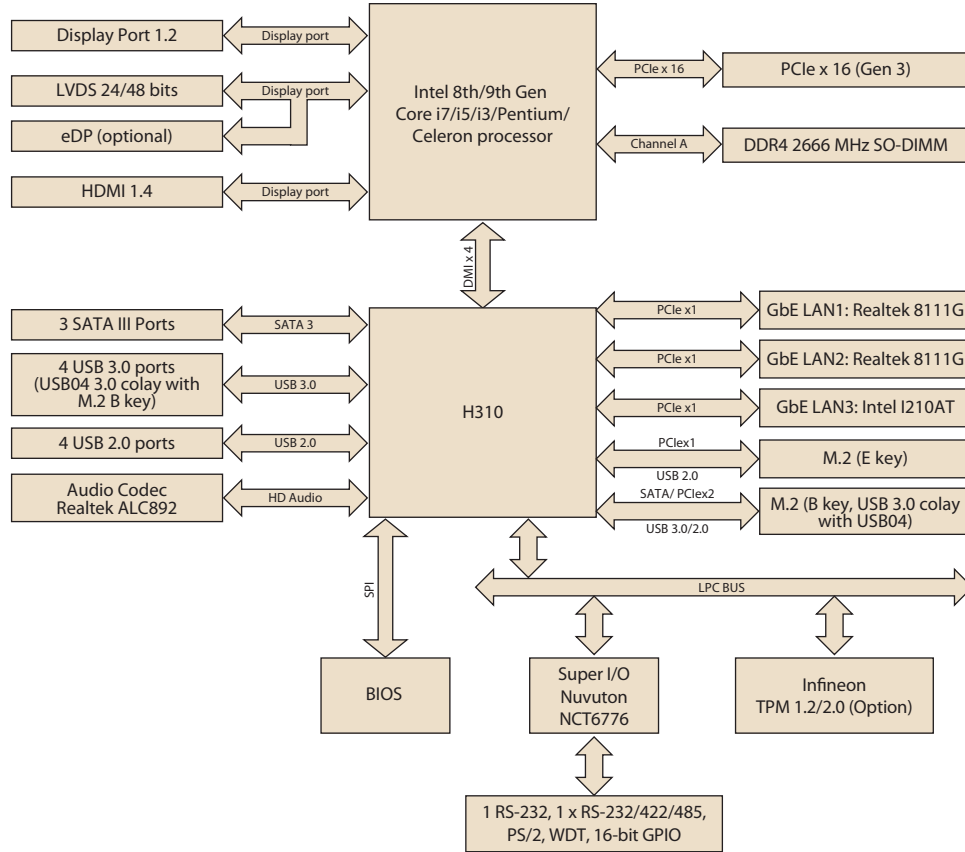 Display Port 1.2
Display port
LVDS 24/48 bits
Display port
eDP (optional)
HDMI 1.4
Display port
Intel 8th/9th Gen
Core i7/i5/i3/Pentium/
Celeron processor
PCIe x 16
PCIe x 16 (Gen 3)
Channel A
DDR4 2666 MHz SO-DIMM
DMI x 4
3 SATA III Ports
SATA 3
4 USB 3.0 ports
(USB04 3.0 colay with
M.2 B key)
USB 3.0
4 USB 2.0 ports
USB 2.0
Audio Codec
Realtek ALC892
HD Audio
H310
PCIe x1
GbE LAN1: Realtek 8111G
PCIe x1
GbE LAN2: Realtek 8111G
PCIe x1
GbE LAN3: Intel I210AT
PCIex1
USB 2.0
M.2 (E key)
SATA/ PCIex2
USB 3.0/2.0
M.2 (B key, USB 3.0 colay
with USB04)
SPI
LPC BUS
BIOS
Super I/O
Nuvuton
NCT6776
Infineon
TPM 1.2/2.0 (Option)
1 RS-232, 1 x RS-232/422/485,
PS/2, WDT, 16-bit GPIO